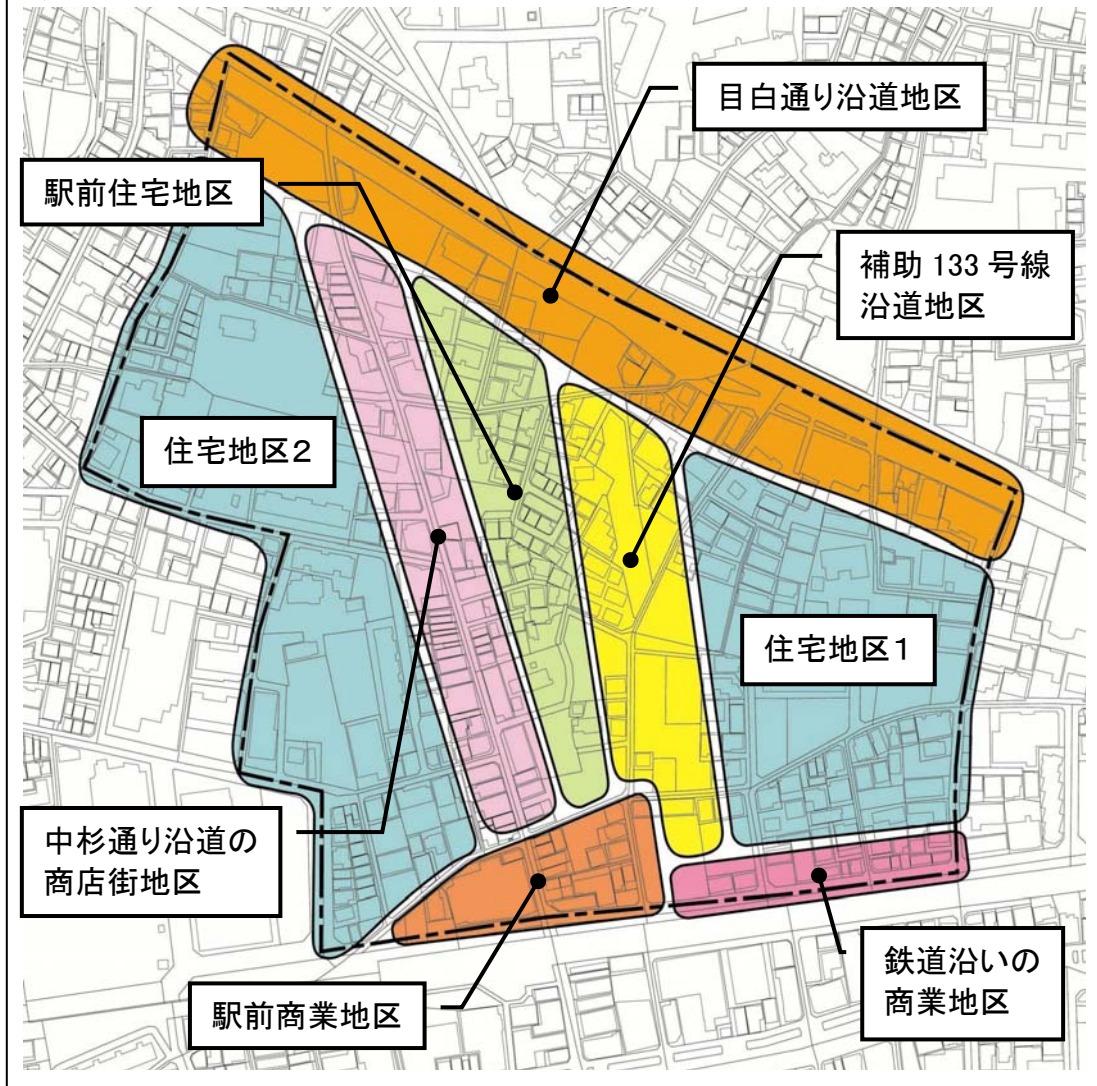 目白通り沿道地区
駅前住宅地区
補助 133 号線
沿道地区
住宅地区2
住宅地区1
中杉通り沿道の
商店街地区
駅前商業地区
鉄道沿いの
商業地区